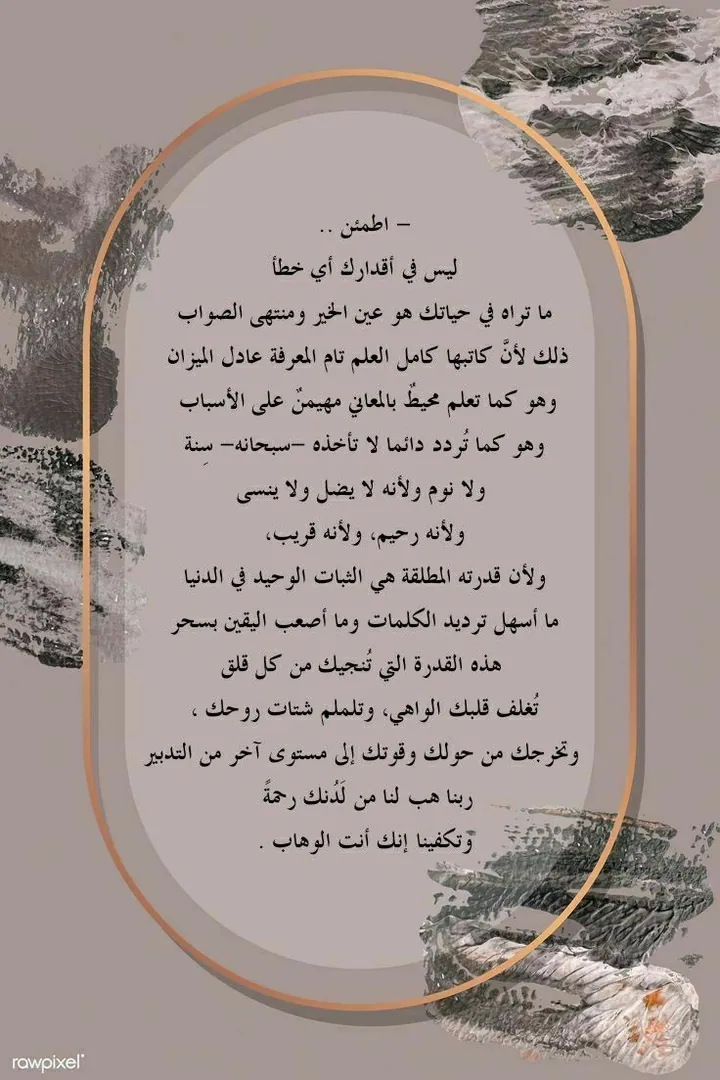 – اطمئن ..
ليس في أقدارك أي خطأ
ما تراه في حياتك هو عين الخير ومنتهى الصواب
ذلك لأنَّ كاتبها كامل العلم تام المعرفة عادل الميزان
وهو كما تعلم محيطٌ بالمعاني مهيمنٌ على الأسباب
وهو كما تُردد دائما لا تأخذه –سبحانه– سِنة
ولا نوم ولأنه لا يضل ولا ينسى
ولأنه رحيم، ولأنه قريب،
ولأن قدرته المطلقة هي الثبات الوحيد في الدنيا
ما أسهل ترديد الكلمات وما أصعب اليقين بسحر
هذه القدرة التي تُنجيك من كل قلق
تُغلف قلبك الواهي، وتلملم شتات روحك ،
وتخرجك من حولك وقوتك إلى مستوى آخر من التدبير
ربنا هب لنا من لَدُنك رحمةً
وتكفينا إنك أنت الوهاب .
rawpixel